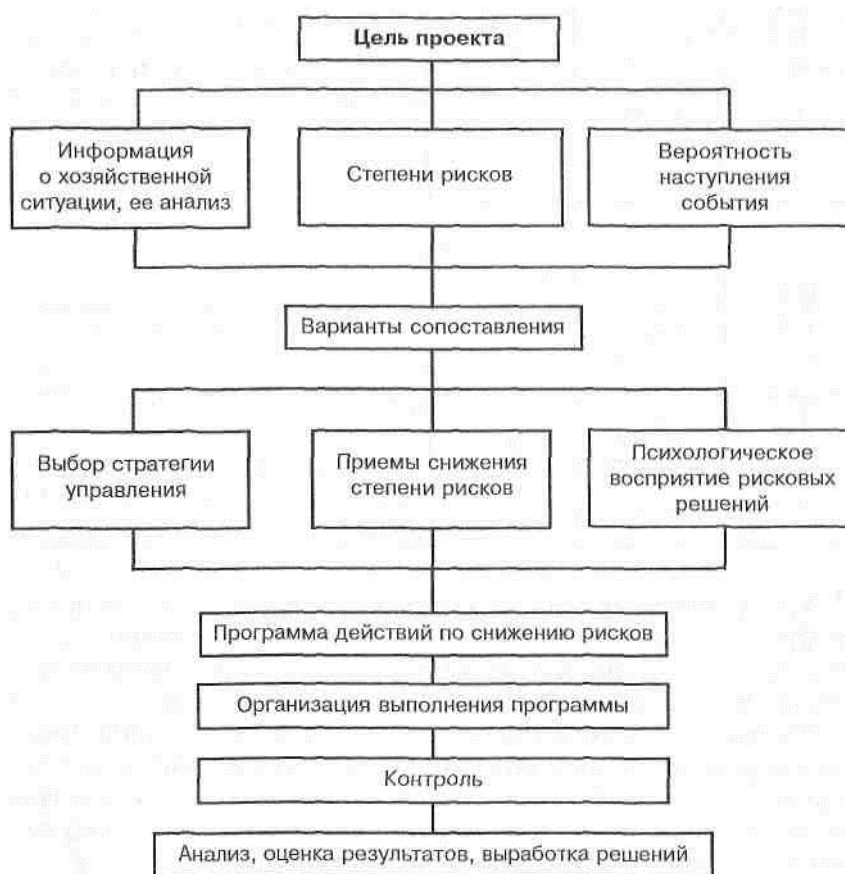 Цель проекта
Информация
о хозяйственной
ситуации, ее анализ
Степени рисков
Вероятность
наступления
события
Варианты сопоставления
Выбор стратегии
управления
Приемы снижения
степени рисков
Психологическое
восприятие рисковых
решений
Программа действий по снижению рисков
Организация выполнения программы
Контроль
Анализ, оценка результатов, выработка решений